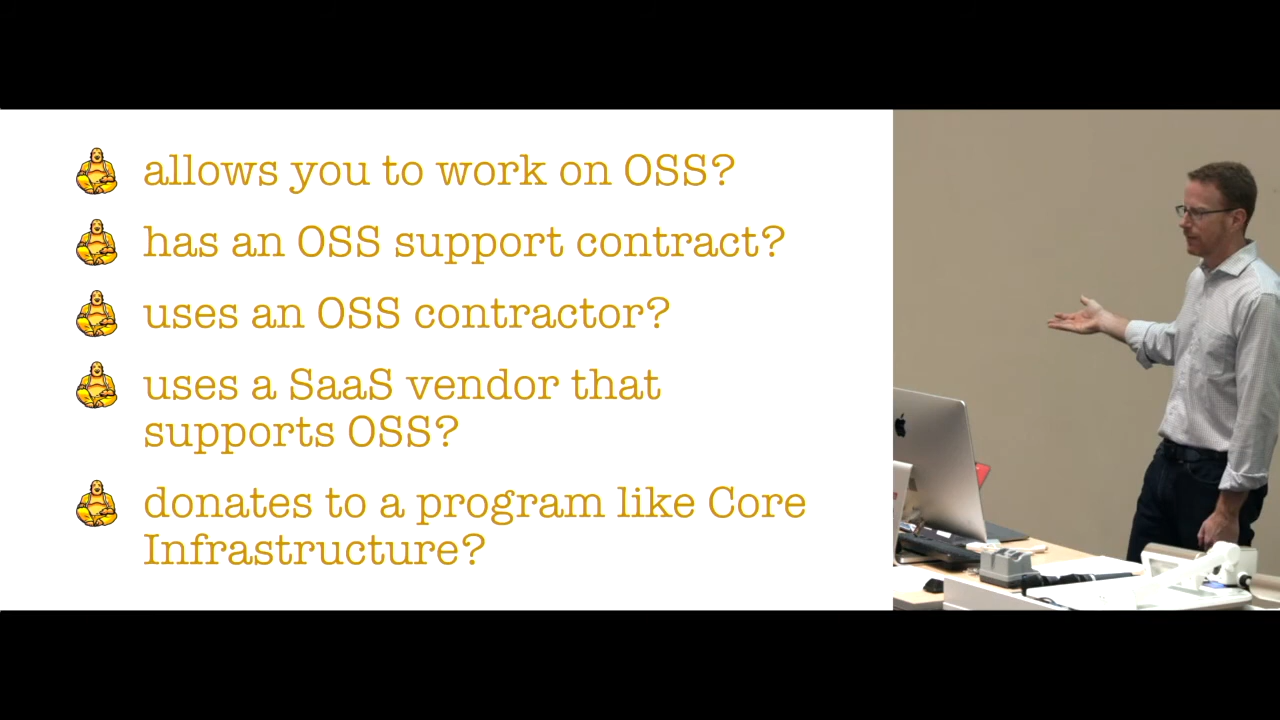 allows you to work on OSS?
has an OSS support contract?
uses an OSS contractor?
uses a SaaS vendor that
supports OSS?
donates to a program like Core
Infrastructure?